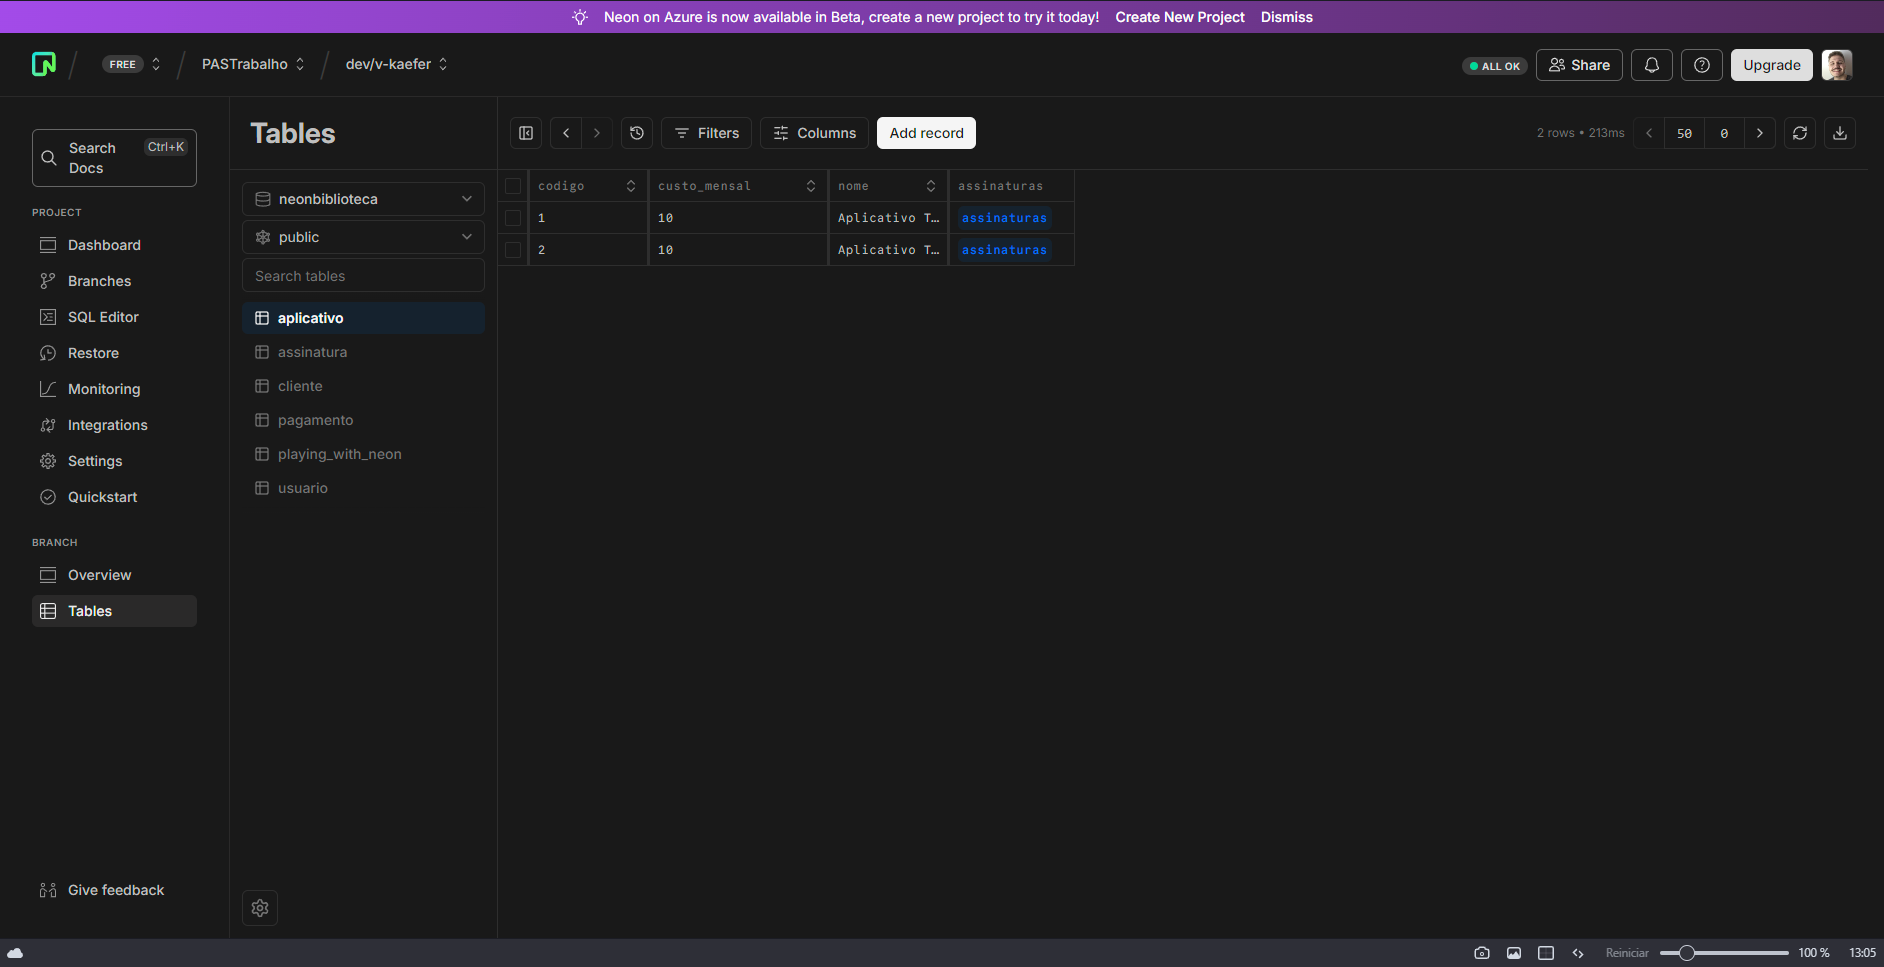 Neon on Azure is now available in Beta, create a new project to try it today! Create New Project Dismiss
FREE PASTrabalho dev/v-kaefer ALL OK Share Upgrade
Search Docs Ctrl+K
PROJECT
Dashboard
Branches
SQL Editor
Restore
Monitoring
Integrations
Settings
Quickstart
BRANCH
Overview
Tables
Give feedback
Tables
neonbiblioteca
public
Search tables
aplicativo
assinatura
cliente
pagamento
playing_with_neon
usuario
Filters Columns Add record 2 rows • 213ms 50 0
codigo custo_mensal nome assinaturas
1 10 Aplicativo T… assinaturas
2 10 Aplicativo T… assinaturas
Reiniciar 100 % 13:05